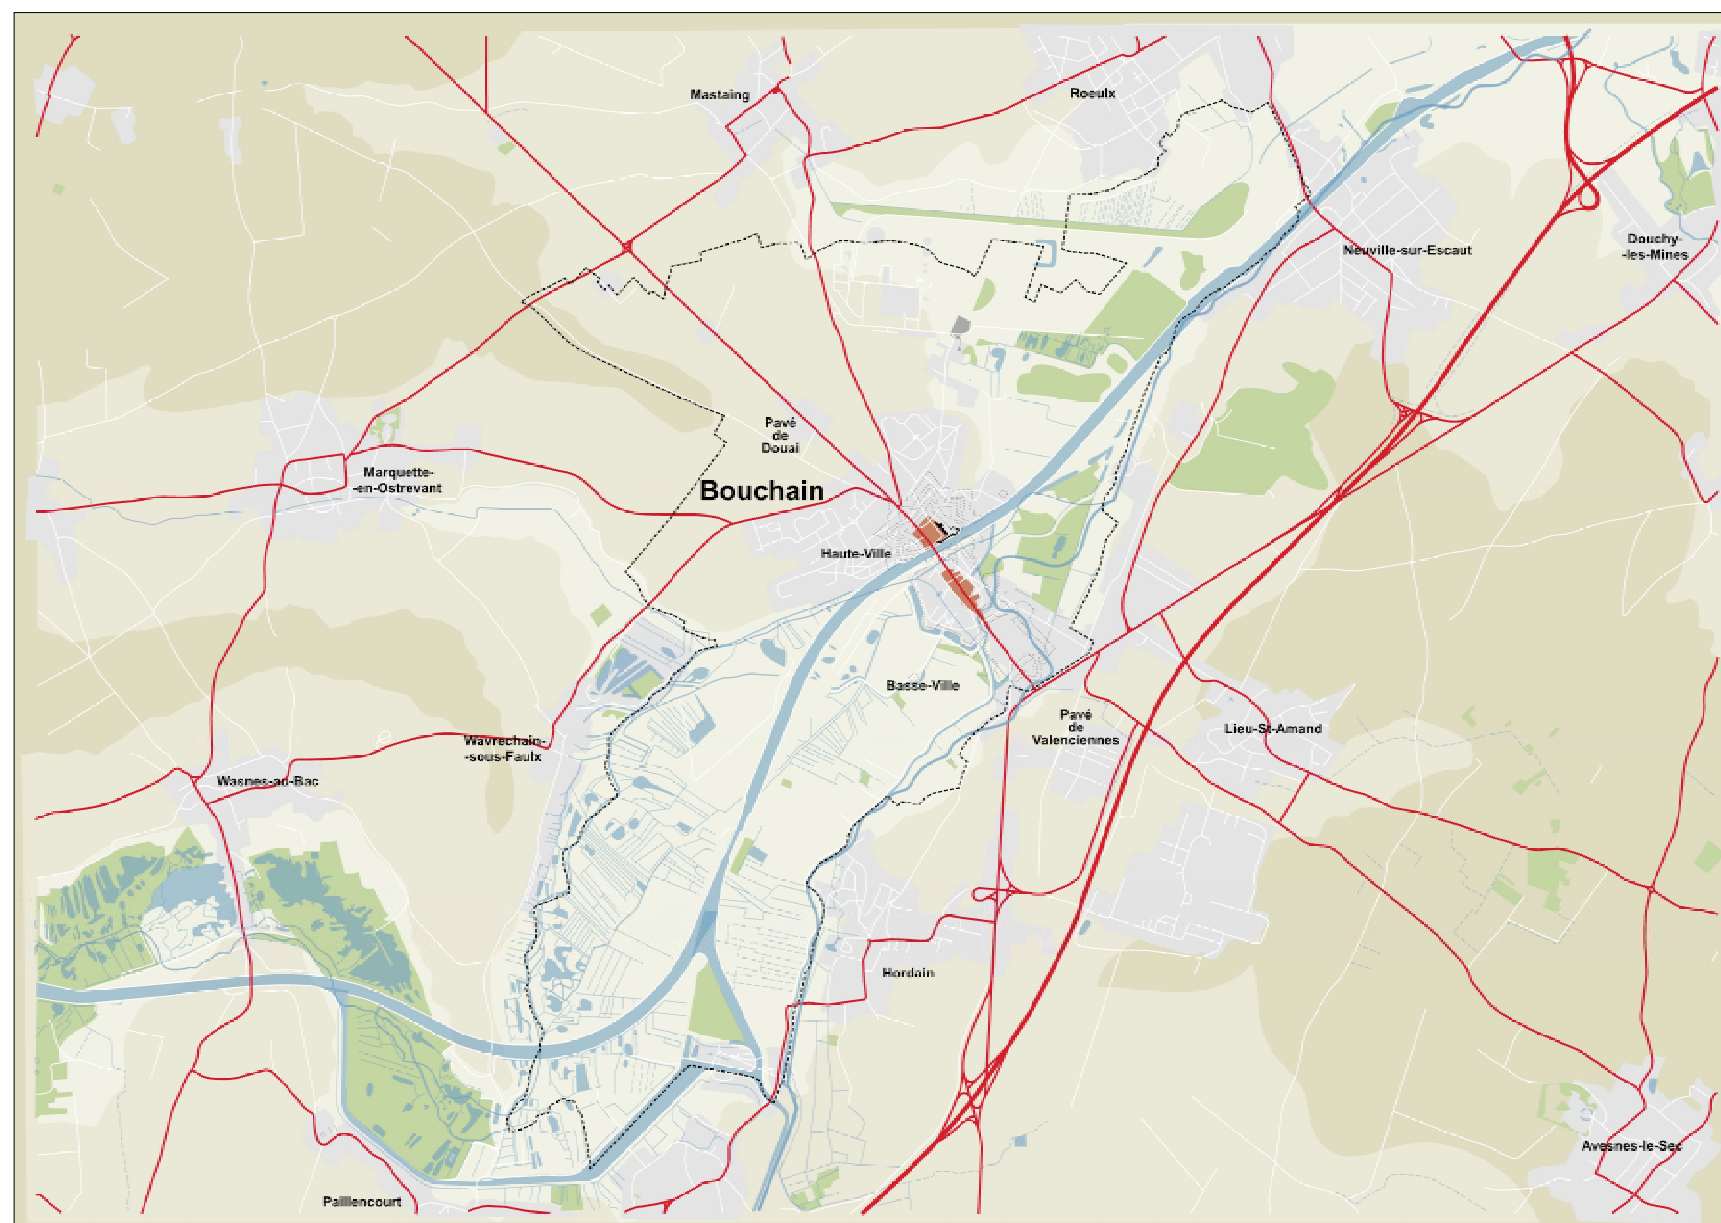 Mastaing
Roeulx
Neuville-sur-Escaut
Douchy-
-les-Mines
Pavé
de
Douai
Marquette-
-en-Ostrevant
Bouchain
Haute-Ville
Basse-Ville
Pavé
de
Valenciennes
Lieu-St-Amand
Wavrechain-
-sous-Faulx
Wasnes-au-Bac
Hordain
Avesnes-le-Sec
Paillencourt